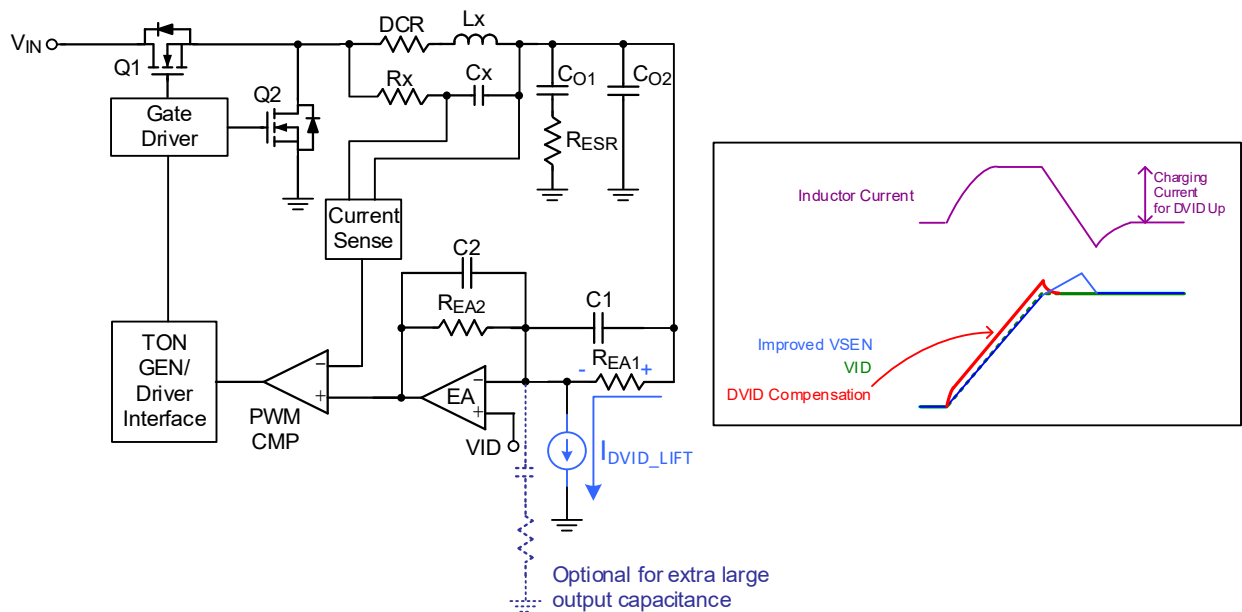 DCR
Lx
VIN
Q1
Rx
Cx
CO1
CO2
Q2
Gate
Driver
RESR
Current
Sense
C2
REA2
C1
REA1
- +
TON
GEN/
Driver
Interface
PWM
CMP
-
+
EA
-
+
VID
IDVID_LIFT
Optional for extra large
output capacitance
Inductor Current
Charging
Current
for DVID Up
Improved VSEN
VID
DVID Compensation